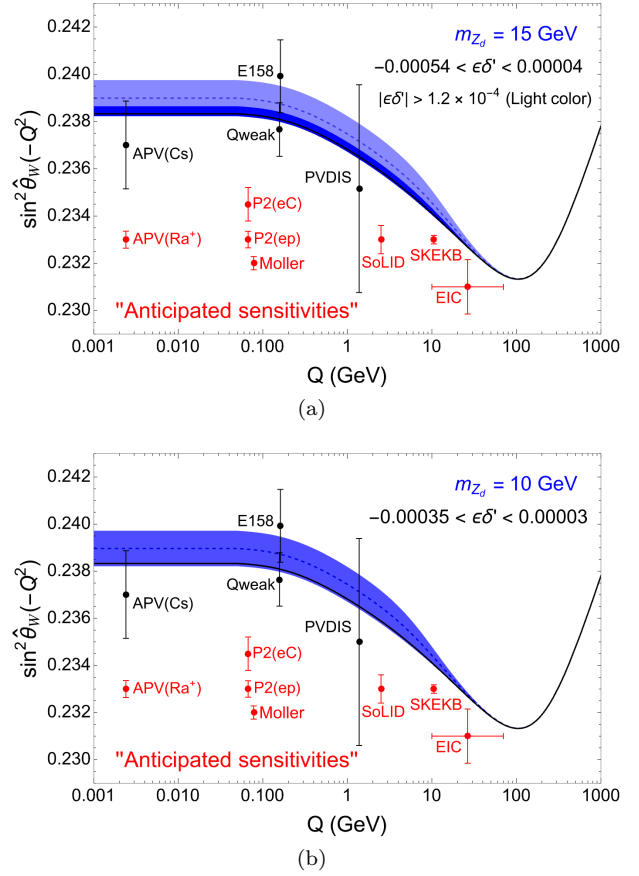 0.242
0.240
0.238
0.236
0.234
0.232
0.230
sin² θ̂_W(-Q²)
m_{Z_d} = 15 GeV
-0.00054 < εδ' < 0.00004
|εδ'| > 1.2 × 10⁻⁴ (Light color)
E158
Qweak
APV(Cs)
PVDIS
P2(eC)
APV(Ra⁺)
P2(ep)
Moller
SoLID
SKEKB
EIC
"Anticipated sensitivities"
0.001 0.010 0.100 1 10 100 1000
Q (GeV)
(a)
0.242
0.240
0.238
0.236
0.234
0.232
0.230
sin² θ̂_W(-Q²)
m_{Z_d} = 10 GeV
-0.00035 < εδ' < 0.00003
E158
Qweak
APV(Cs)
PVDIS
P2(eC)
APV(Ra⁺)
P2(ep)
Moller
SoLID
SKEKB
EIC
"Anticipated sensitivities"
0.001 0.010 0.100 1 10 100 1000
Q (GeV)
(b)